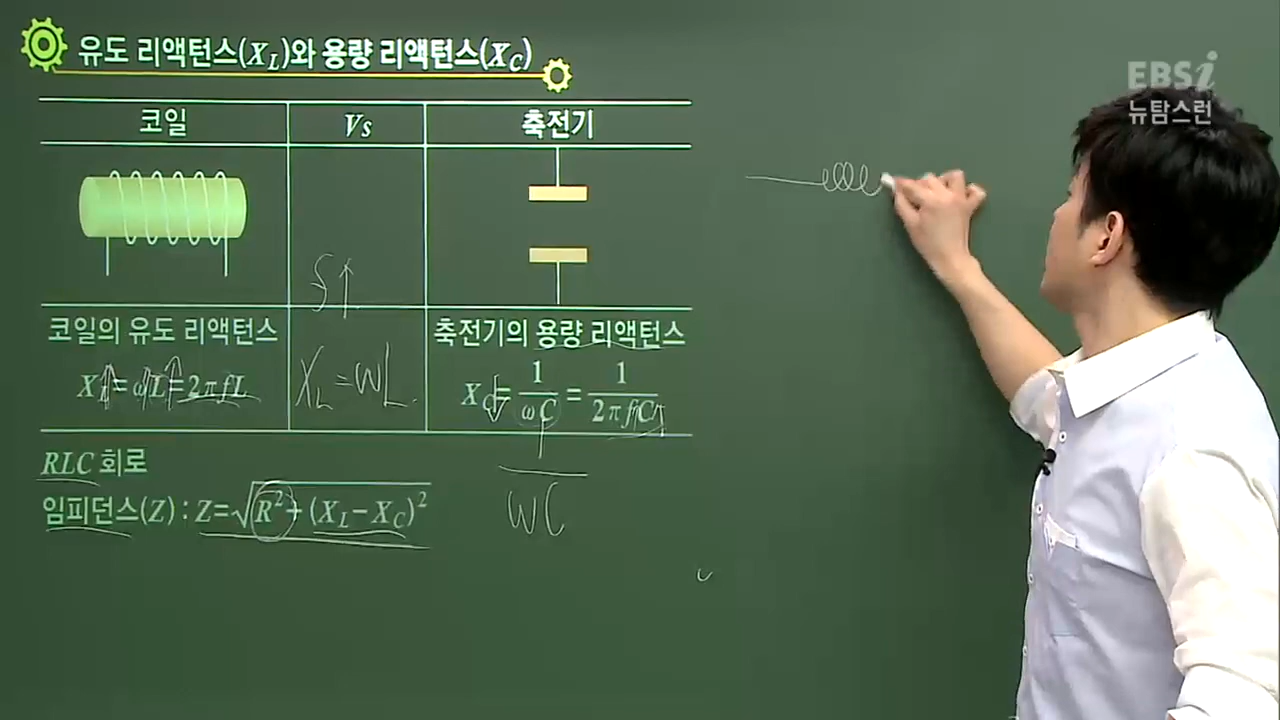 유도 리액턴스(X_L)와 용량 리액턴스(X_C)
EBSi
뉴탐스런
코일 Vs 축전기
f↑
코일의 유도 리액턴스
X_L = ωL = 2πfL
X_L = ωL
축전기의 용량 리액턴스
X_C = 1/ωC = 1/2πfC
RLC 회로
임피던스(Z) : Z=√R²+(X_L−X_C)²
1/ωC